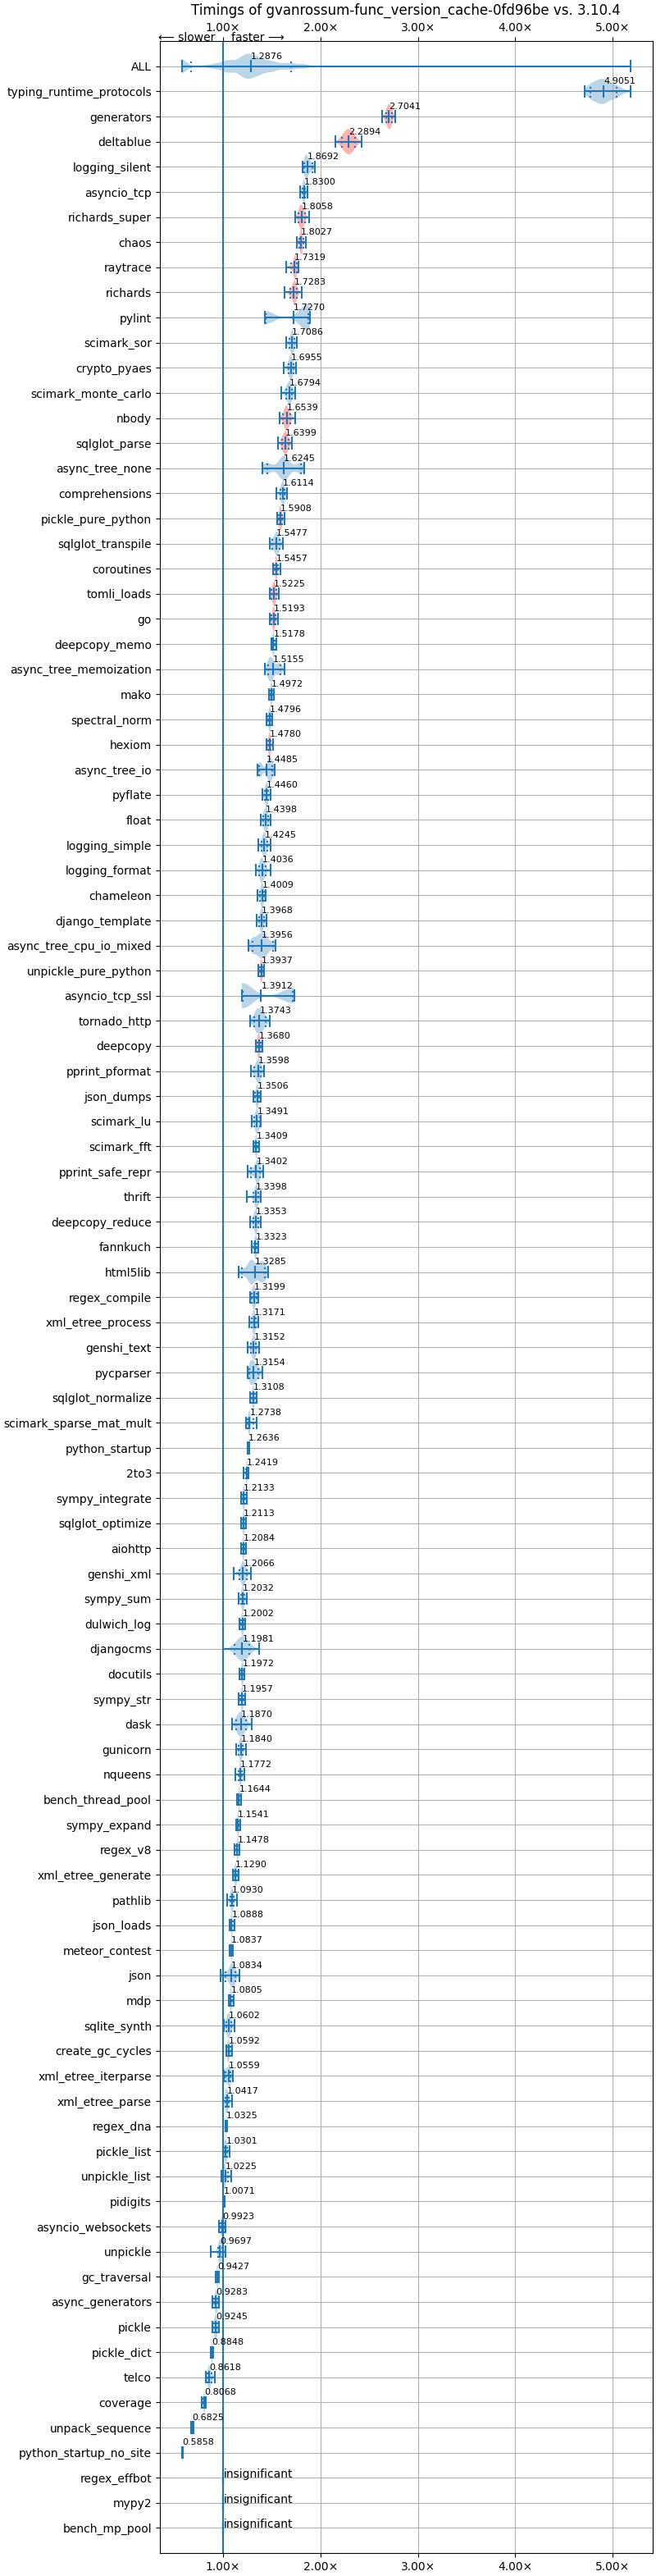 Timings of gvanrossum-func_version_cache-0fd96be vs. 3.10.4
⟵ slower faster ⟶
1.00× 2.00× 3.00× 4.00× 5.00×
ALL 1.2876
typing_runtime_protocols 4.9051
generators 2.7041
deltablue 2.2894
logging_silent 1.8692
asyncio_tcp 1.8300
richards_super 1.8058
chaos 1.8027
raytrace 1.7319
richards 1.7283
pylint 1.7270
scimark_sor 1.7086
crypto_pyaes 1.6955
scimark_monte_carlo 1.6794
nbody 1.6539
sqlglot_parse 1.6399
async_tree_none 1.6245
comprehensions 1.6114
pickle_pure_python 1.5908
sqlglot_transpile 1.5477
coroutines 1.5457
tomli_loads 1.5225
go 1.5193
deepcopy_memo 1.5178
async_tree_memoization 1.5155
mako 1.4972
spectral_norm 1.4796
hexiom 1.4780
async_tree_io 1.4485
pyflate 1.4460
float 1.4398
logging_simple 1.4245
logging_format 1.4036
chameleon 1.4009
django_template 1.3968
async_tree_cpu_io_mixed 1.3956
unpickle_pure_python 1.3937
asyncio_tcp_ssl 1.3912
tornado_http 1.3743
deepcopy 1.3680
pprint_pformat 1.3598
json_dumps 1.3506
scimark_lu 1.3491
scimark_fft 1.3409
pprint_safe_repr 1.3402
thrift 1.3398
deepcopy_reduce 1.3353
fannkuch 1.3323
html5lib 1.3285
regex_compile 1.3199
xml_etree_process 1.3171
genshi_text 1.3152
pycparser 1.3154
sqlglot_normalize 1.3108
scimark_sparse_mat_mult 1.2738
python_startup 1.2636
2to3 1.2419
sympy_integrate 1.2133
sqlglot_optimize 1.2113
aiohttp 1.2084
genshi_xml 1.2066
sympy_sum 1.2032
dulwich_log 1.2002
djangocms 1.1981
docutils 1.1972
sympy_str 1.1957
dask 1.1870
gunicorn 1.1840
nqueens 1.1772
bench_thread_pool 1.1644
sympy_expand 1.1541
regex_v8 1.1478
xml_etree_generate 1.1290
pathlib 1.0930
json_loads 1.0888
meteor_contest 1.0837
json 1.0834
mdp 1.0805
sqlite_synth 1.0602
create_gc_cycles 1.0592
xml_etree_iterparse 1.0559
xml_etree_parse 1.0417
regex_dna 1.0325
pickle_list 1.0301
unpickle_list 1.0225
pidigits 1.0071
asyncio_websockets 0.9923
unpickle 0.9697
gc_traversal 0.9427
async_generators 0.9283
pickle 0.9245
pickle_dict 0.8848
telco 0.8618
coverage 0.8068
unpack_sequence 0.6825
python_startup_no_site 0.5858
regex_effbot insignificant
mypy2 insignificant
bench_mp_pool insignificant
1.00× 2.00× 3.00× 4.00× 5.00×